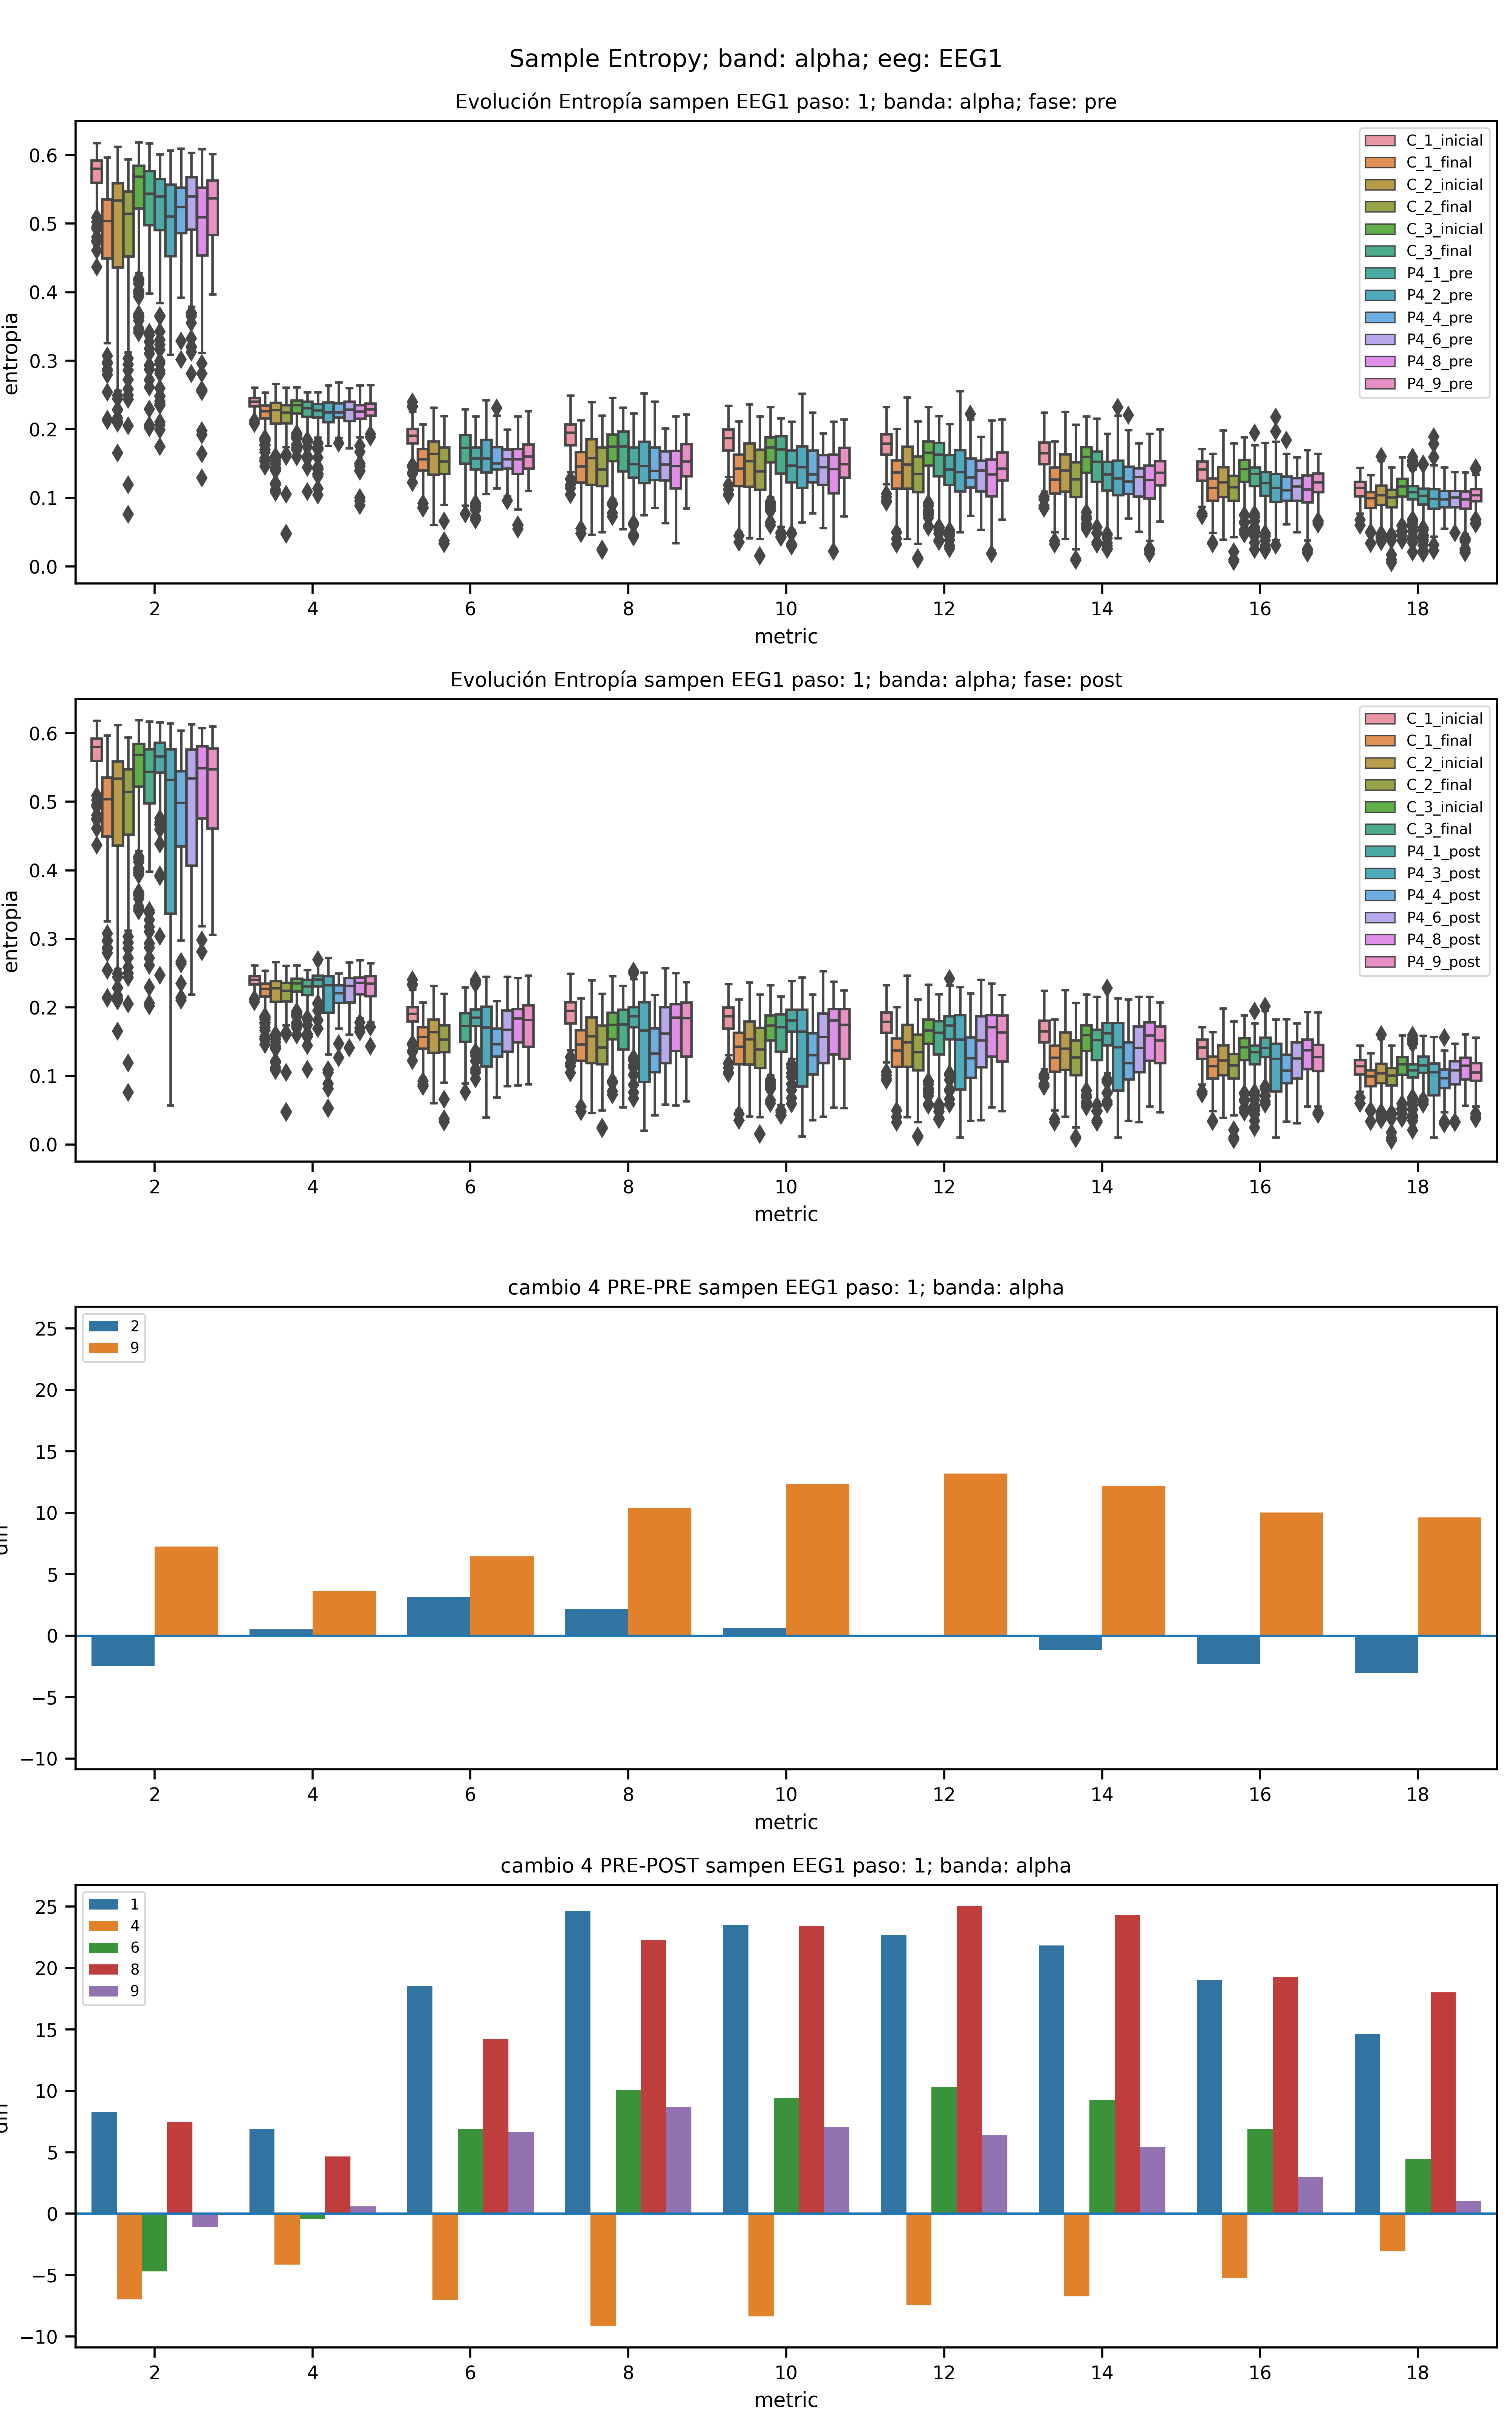 Sample Entropy; band: alpha; eeg: EEG1
Evolución Entropía sampen EEG1 paso: 1; banda: alpha; fase: pre
entropia
0.6
0.5
0.4
0.3
0.2
0.1
0.0
C_1_inicial
C_1_final
C_2_inicial
C_2_final
C_3_inicial
C_3_final
P4_1_pre
P4_2_pre
P4_4_pre
P4_6_pre
P4_8_pre
P4_9_pre
2 4 6 8 10 12 14 16 18
metric
Evolución Entropía sampen EEG1 paso: 1; banda: alpha; fase: post
entropia
0.6
0.5
0.4
0.3
0.2
0.1
0.0
C_1_inicial
C_1_final
C_2_inicial
C_2_final
C_3_inicial
C_3_final
P4_1_post
P4_3_post
P4_4_post
P4_6_post
P4_8_post
P4_9_post
2 4 6 8 10 12 14 16 18
metric
cambio 4 PRE-PRE sampen EEG1 paso: 1; banda: alpha
2
9
25
20
15
10
5
0
−5
−10
2 4 6 8 10 12 14 16 18
metric
cambio 4 PRE-POST sampen EEG1 paso: 1; banda: alpha
1
4
6
8
9
25
20
15
10
5
0
−5
−10
2 4 6 8 10 12 14 16 18
metric